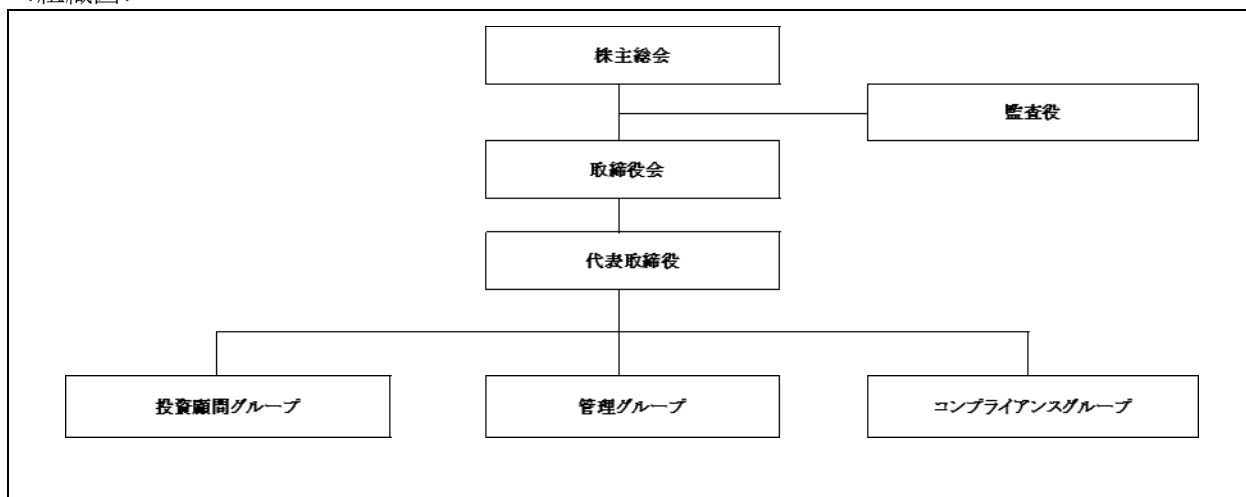 株主総会
監査役
取締役会
代表取締役
投資顧問グループ
管理グループ
コンプライアンスグループ